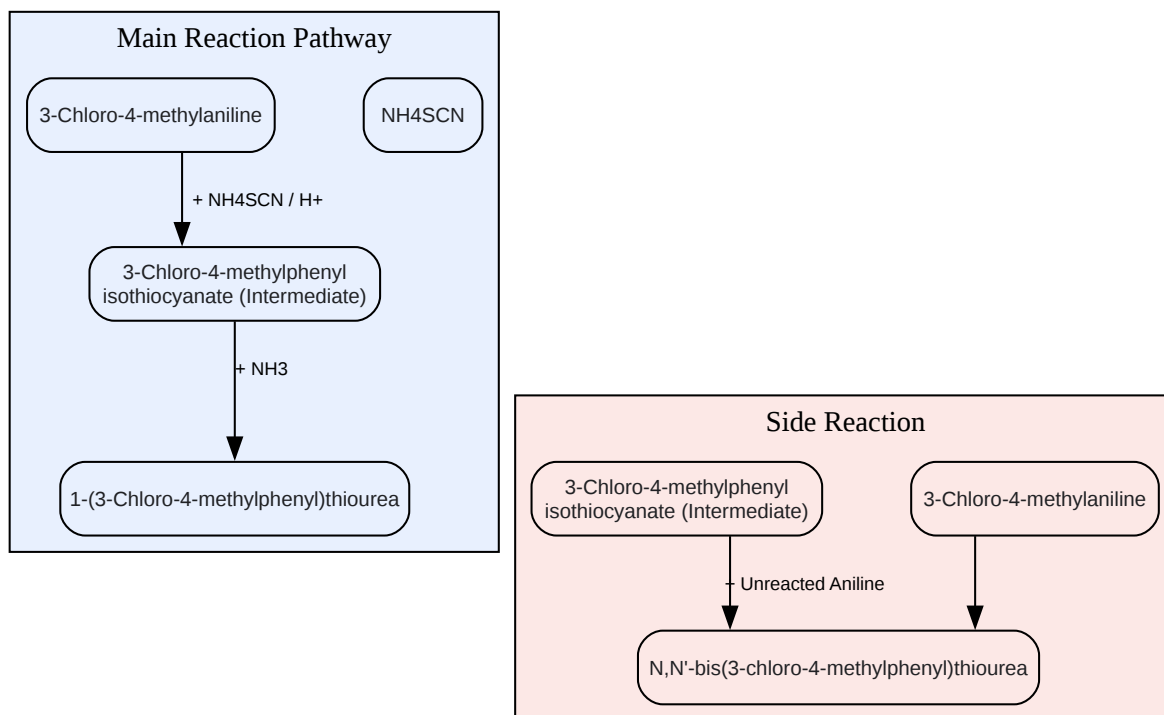 Main Reaction Pathway
3-Chloro-4-methylaniline
NH4SCN
+ NH4SCN / H+
3-Chloro-4-methylphenyl
isothiocyanate (Intermediate)
+ NH3
1-(3-Chloro-4-methylphenyl)thiourea
Side Reaction
3-Chloro-4-methylphenyl
isothiocyanate (Intermediate)
3-Chloro-4-methylaniline
+ Unreacted Aniline
N,N'-bis(3-chloro-4-methylphenyl)thiourea